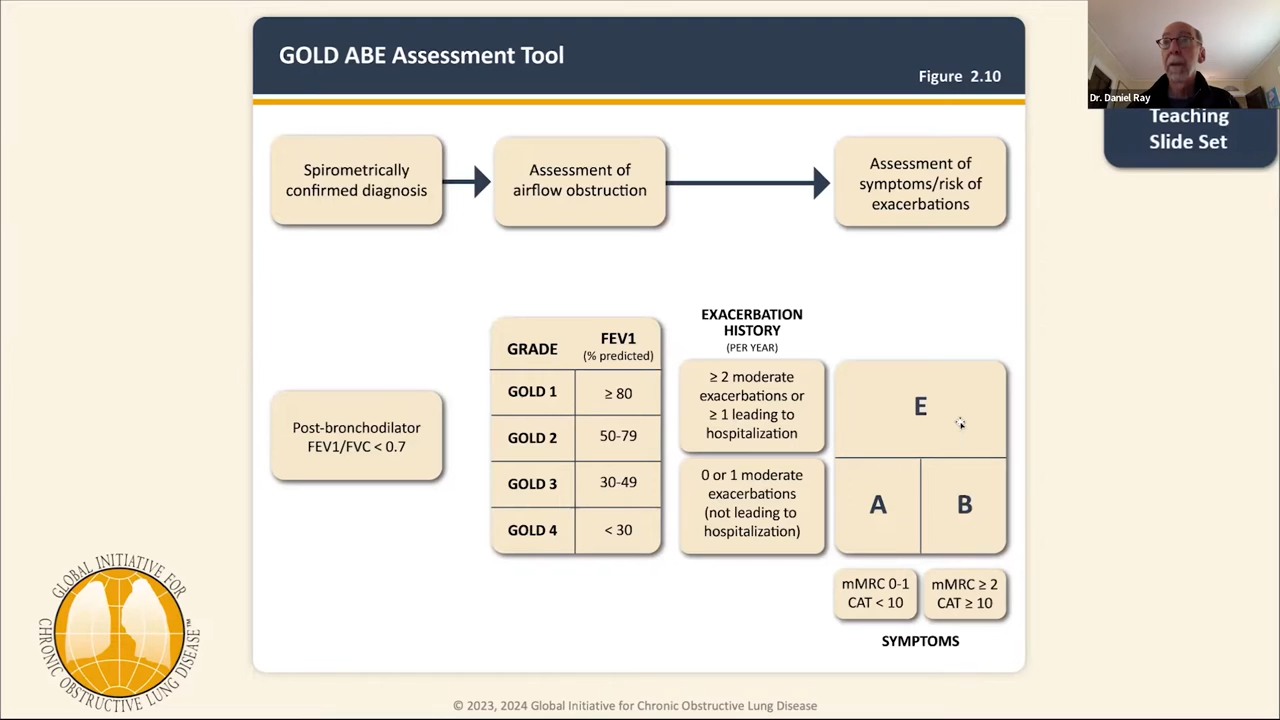 GOLD ABE Assessment Tool
Figure 2.10
Dr. Daniel Ray
Teaching
Slide Set
Spirometrically
confirmed diagnosis
Assessment of
airflow obstruction
Assessment of
symptoms/risk of
exacerbations
Post-bronchodilator
FEV1/FVC < 0.7
GRADE FEV1
(% predicted)
GOLD 1 ≥ 80
GOLD 2 50-79
GOLD 3 30-49
GOLD 4 < 30
EXACERBATION
HISTORY
(PER YEAR)
≥ 2 moderate
exacerbations or
≥ 1 leading to
hospitalization
0 or 1 moderate
exacerbations
(not leading to
hospitalization)
E
A B
mMRC 0-1
CAT < 10
mMRC ≥ 2
CAT ≥ 10
SYMPTOMS
GLOBAL INITIATIVE FOR
CHRONIC OBSTRUCTIVE LUNG DISEASE™
© 2023, 2024 Global Initiative for Chronic Obstructive Lung Disease